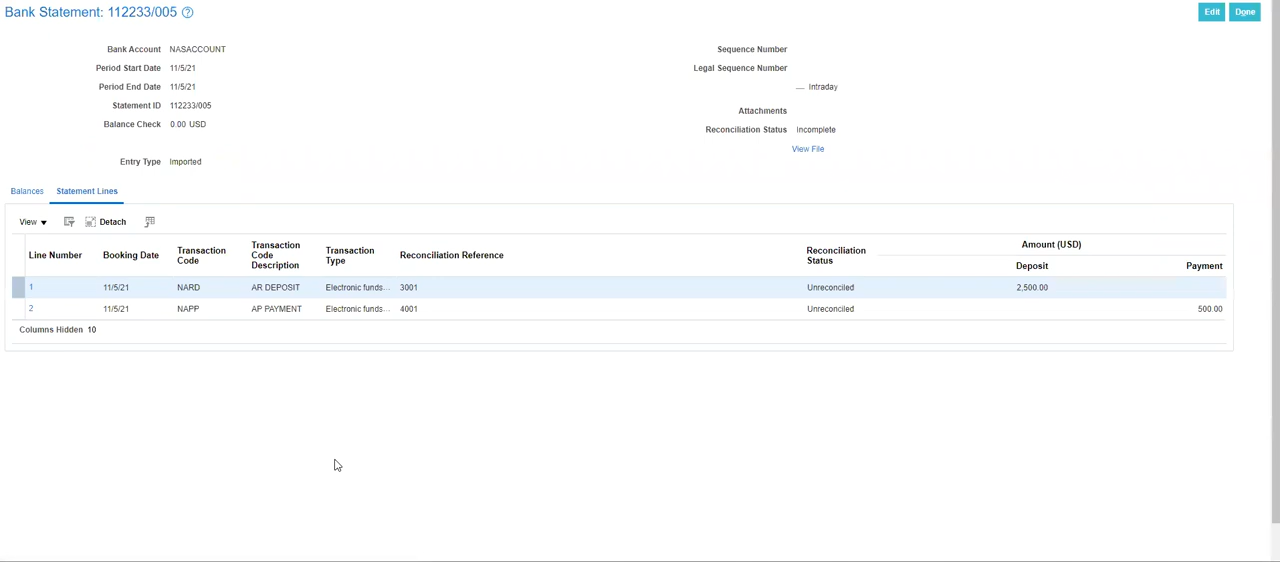 Bank Statement: 112233/005
Edit Done
Bank Account NASACCOUNT
Period Start Date 11/5/21
Period End Date 11/5/21
Statement ID 112233/005
Balance Check 0.00 USD
Entry Type Imported
Sequence Number
Legal Sequence Number
Intraday
Attachments
Reconciliation Status Incomplete
View File
Balances Statement Lines
View Detach
Line Number Booking Date Transaction Code Transaction Code Description Transaction Type Reconciliation Reference Reconciliation Status Amount (USD)
Deposit Payment
1 11/5/21 NARD AR DEPOSIT Electronic funds... 3001 Unreconciled 2,500.00
2 11/5/21 NAPP AP PAYMENT Electronic funds... 4001 Unreconciled 500.00
Columns Hidden 10